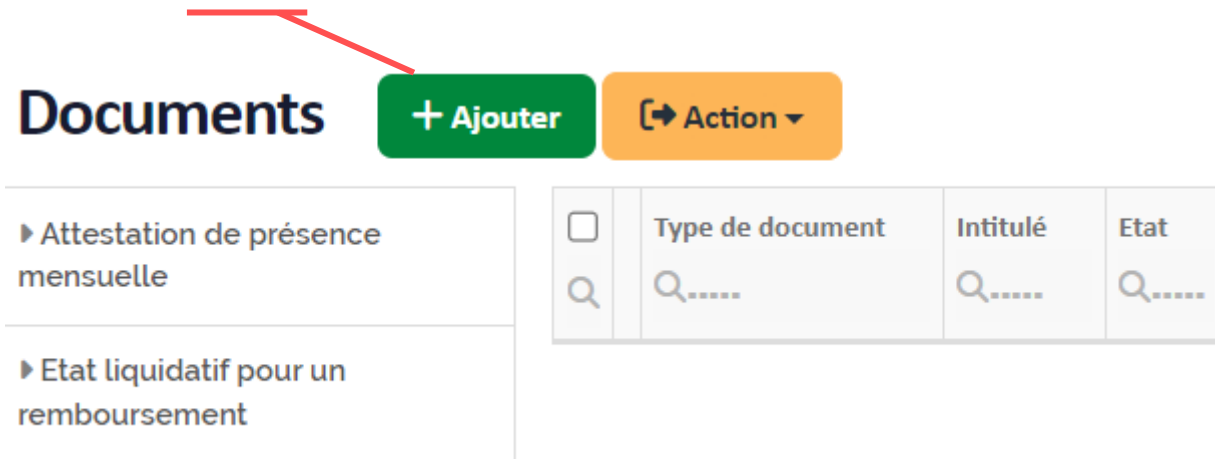 Documents + Ajouter Action
Attestation de présence
mensuelle
Type de document Intitulé Etat
..... ..... .....
Etat liquidatif pour un
remboursement